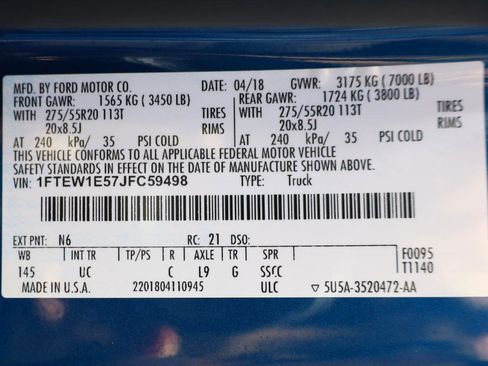 MFD. BY FORD MOTOR CO. DATE: 04/18 GVWR: 3175 KG ( 7000 LB)
FRONT GAWR: 1565 KG ( 3450 LB) REAR GAWR: 1724 KG ( 3800 LB)
WITH 275/55R20 113T TIRES WITH 275/55R20 113T TIRES
20x8.5J RIMS 20x8.5J RIMS
AT 240 kPa/ 35 PSI COLD AT 240 kPa/ 35 PSI COLD
THIS VEHICLE CONFORMS TO ALL APPLICABLE FEDERAL MOTOR VEHICLE
SAFETY STANDARDS IN EFFECT ON THE DATE OF MANUFACTURE SHOWN ABOVE.
VIN: 1FTEW1E57JFC59498 TYPE: Truck
EXT PNT: N6 RC: 21 DSO:
WB INT TR TP/PS R AXLE TR SPR F0095
145 UC C L9 G SSCC T1140
MADE IN U.S.A. 2201804110945 ULC ▽ 5U5A-3520472-AA